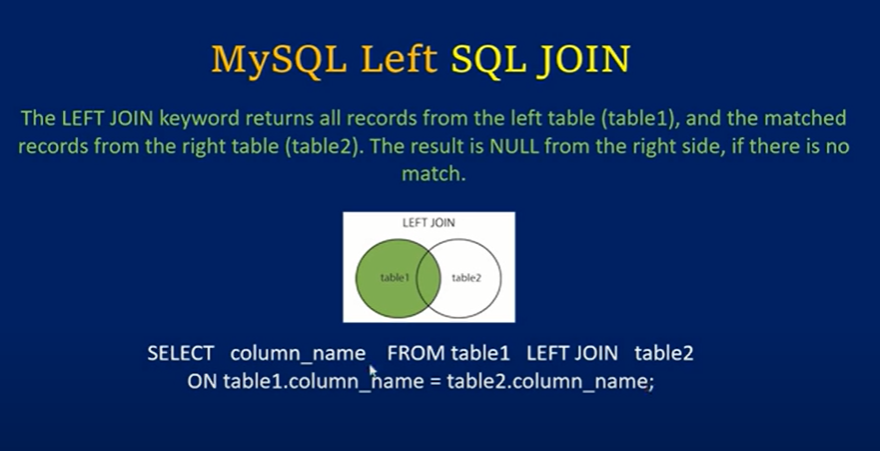 MySQL Left SQL JOIN
The LEFT JOIN keyword returns all records from the left table (table1), and the matched
records from the right table (table2). The result is NULL from the right side, if there is no
match.
LEFT JOIN
table1 table2
SELECT column_name FROM table1 LEFT JOIN table2
ON table1.column_name = table2.column_name;